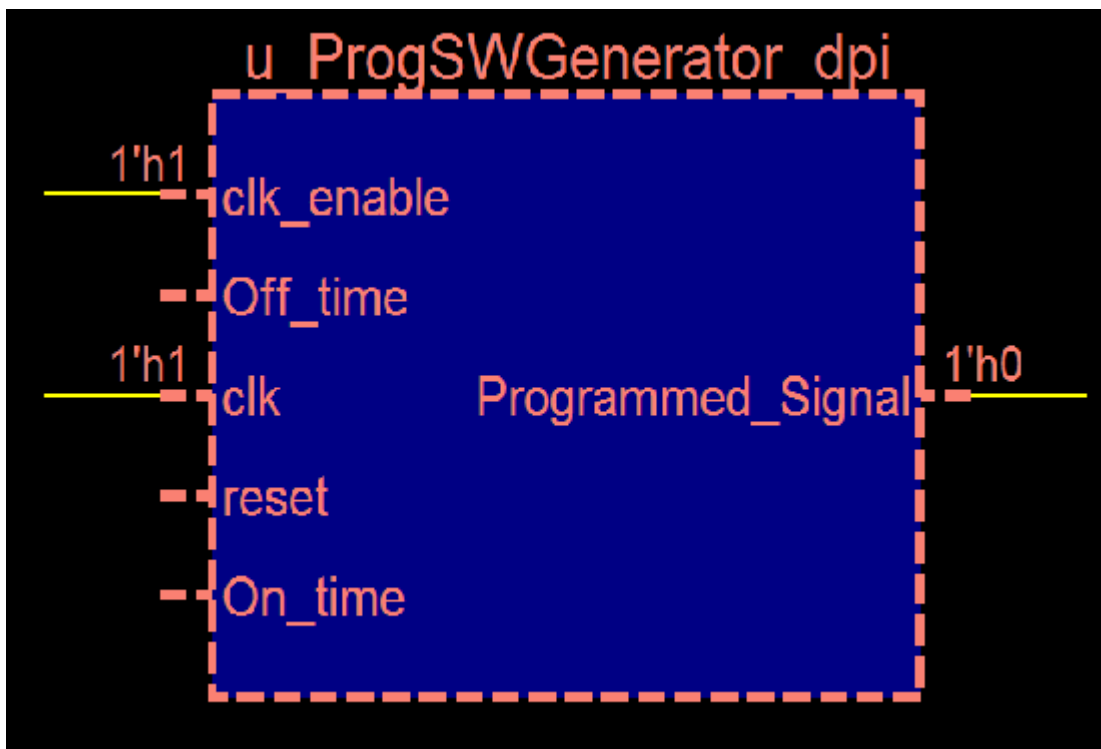 u_ProgSWGenerator_dpi
1'h1
clk_enable
Off_time
1'h1
clk
Programmed_Signal
1'h0
reset
On_time